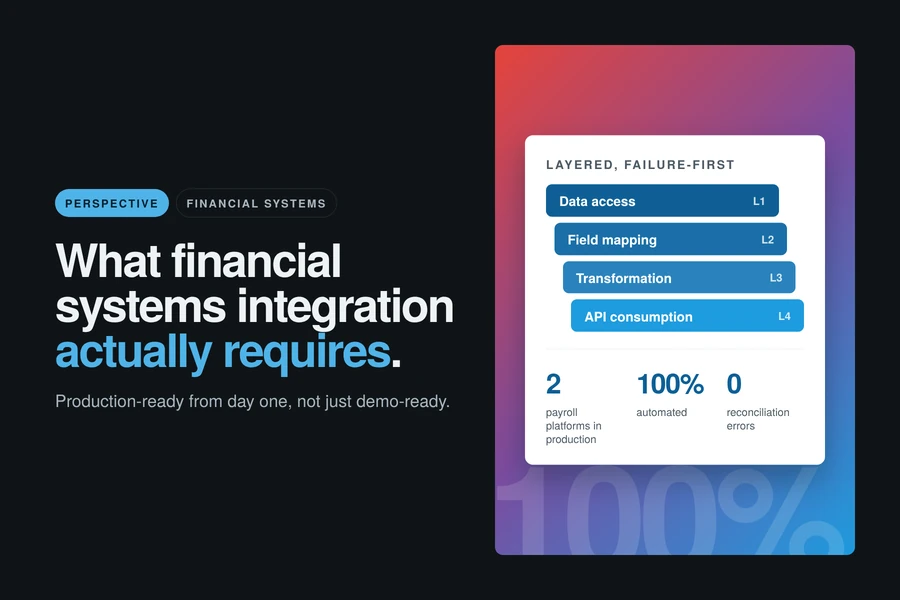 PERSPECTIVE
FINANCIAL SYSTEMS
What financial
systems integration
actually requires.
Production-ready from day one, not just demo-ready.
LAYERED, FAILURE-FIRST
Data access L1
Field mapping L2
Transformation L3
API consumption L4
2
payroll
platforms in
production
100%
automated
0
reconciliation
errors
100%